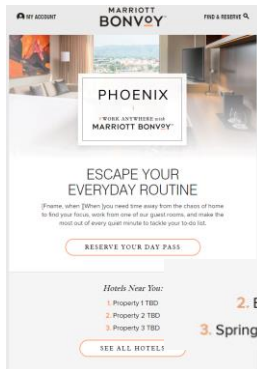 MY ACCOUNT
MARRIOTT
BONVOY
FIND & RESERVE
PHOENIX
WORK ANYWHERE with
MARRIOTT BONVOY
ESCAPE YOUR
EVERYDAY ROUTINE
[Fname, when ][When ]you need time away from the chaos of home
to find your focus, work from one of our guest rooms, and make the
most out of every quiet minute to tackle your to-do list.
RESERVE YOUR DAY PASS
Hotels Near You:
1. Property 1 TBD
2. Property 2 TBD
3. Property 3 TBD
SEE ALL HOTELS
2.
3. Spring